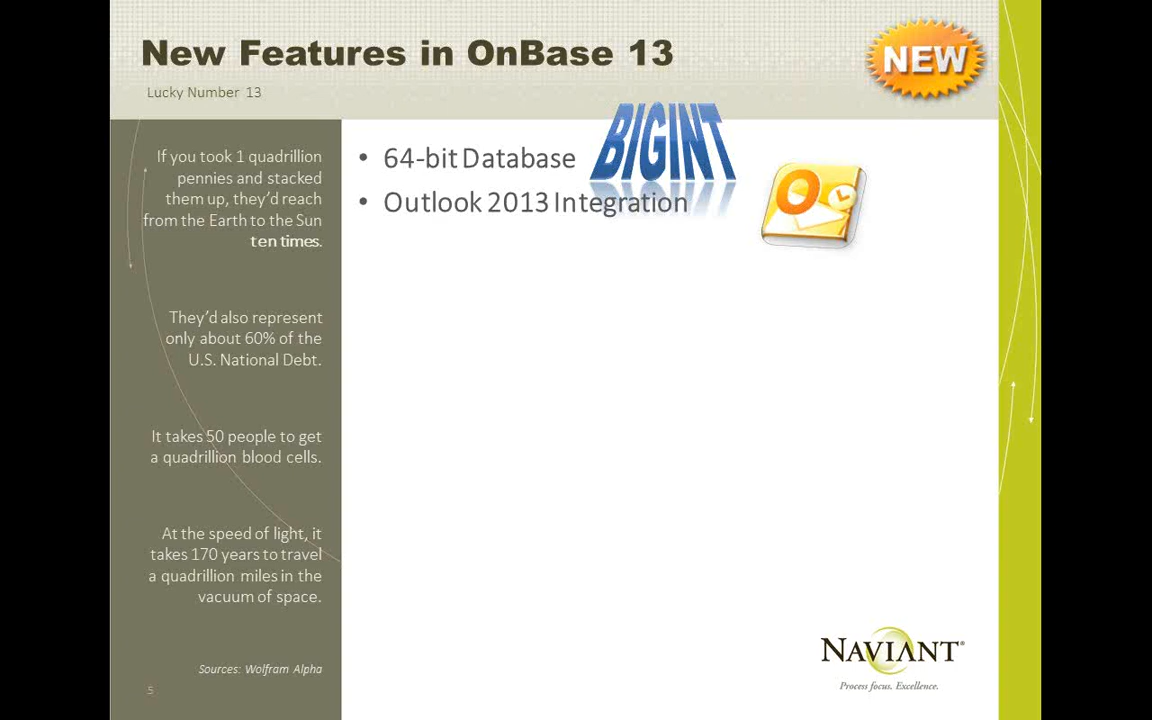 New Features in OnBase 13
NEW
Lucky Number 13
If you took 1 quadrillion
pennies and stacked
them up, they’d reach
from the Earth to the Sun
ten times.
They’d also represent
only about 60% of the
U.S. National Debt.
It takes 50 people to get
a quadrillion blood cells.
At the speed of light, it
takes 170 years to travel
a quadrillion miles in the
vacuum of space.
Sources: Wolfram Alpha
5
• 64-bit Database
BIGINT
• Outlook 2013 Integration
O
NAVIANT®
Process focus. Excellence.